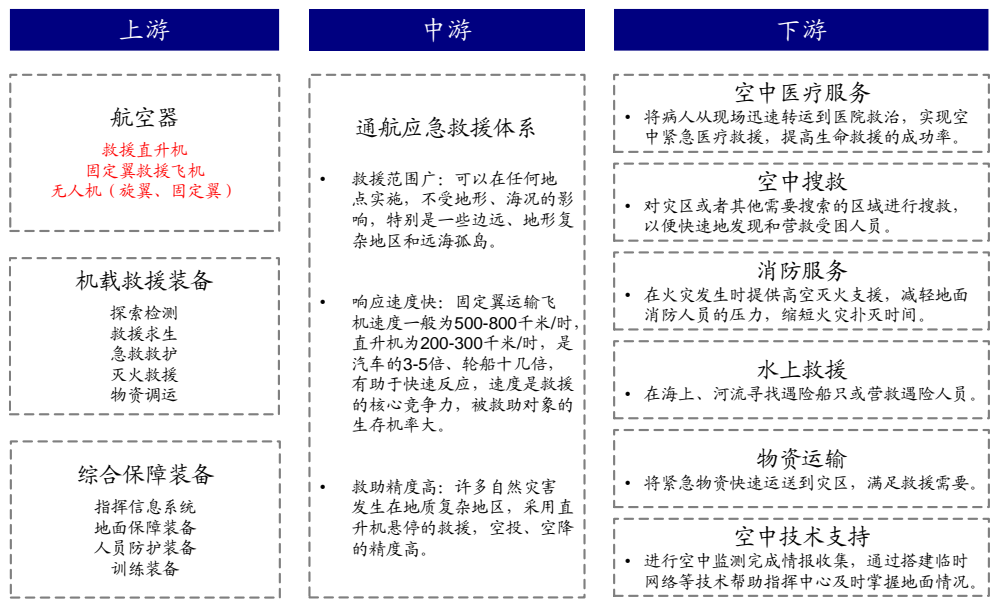 上游
航空器
救援直升机
固定翼救援飞机
无人机（旋翼、固定翼）
机载救援装备
探索检测
救援求生
急救救护
灭火救援
物资调运
综合保障装备
指挥信息系统
地面保障装备
人员防护装备
训练装备
中游
通航应急救援体系
• 救援范围广：可以在任何地
点实施，不受地形、海况的影
响，特别是一些边远、地形复
杂地区和远海孤岛。
• 响应速度快：固定翼运输飞
机速度一般为500-800千米/时，
直升机为200-300千米/时，是
汽车的3-5倍、轮船十几倍，
有助于快速反应，速度是救援
的核心竞争力，被救助对象的
生存机率大。
• 救助精度高：许多自然灾害
发生在地质复杂地区，采用直
升机悬停的救援，空投、空降
的精度高。
下游
空中医疗服务
• 将病人从现场迅速转运到医院救治，实现空
中紧急医疗救援，提高生命救援的成功率。
空中搜救
• 对灾区或者其他需要搜索的区域进行搜救，
以便快速地发现和营救受困人员。
消防服务
• 在火灾发生时提供高空灭火支援，减轻地面
消防人员的压力，缩短火灾扑灭时间。
水上救援
• 在海上、河流寻找遇险船只或营救遇险人员。
物资运输
• 将紧急物资快速运送到灾区，满足救援需要。
空中技术支持
• 进行空中监测完成情报收集，通过搭建临时
网络等技术帮助指挥中心及时掌握地面情况。